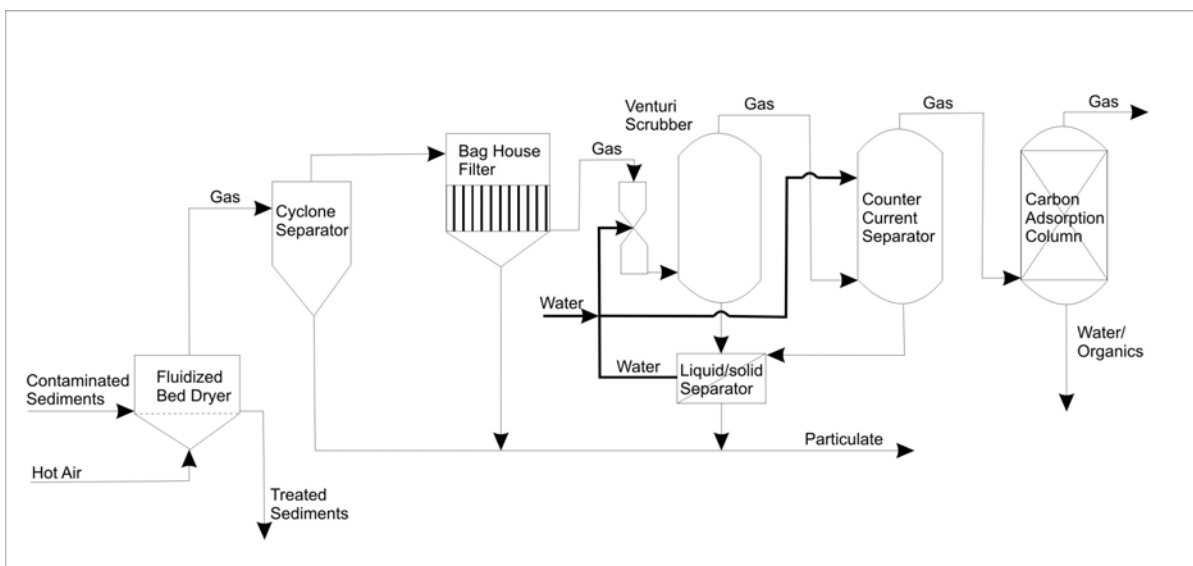 Venturi
Scrubber
Gas
Gas
Gas
Bag House
Filter
Gas
Gas
Cyclone
Separator
Counter
Current
Separator
Carbon
Adsorption
Column
Water
Water/
Organics
Contaminated
Sediments
Fluidized
Bed Dryer
Water
Liquid/solid
Separator
Particulate
Hot Air
Treated
Sediments